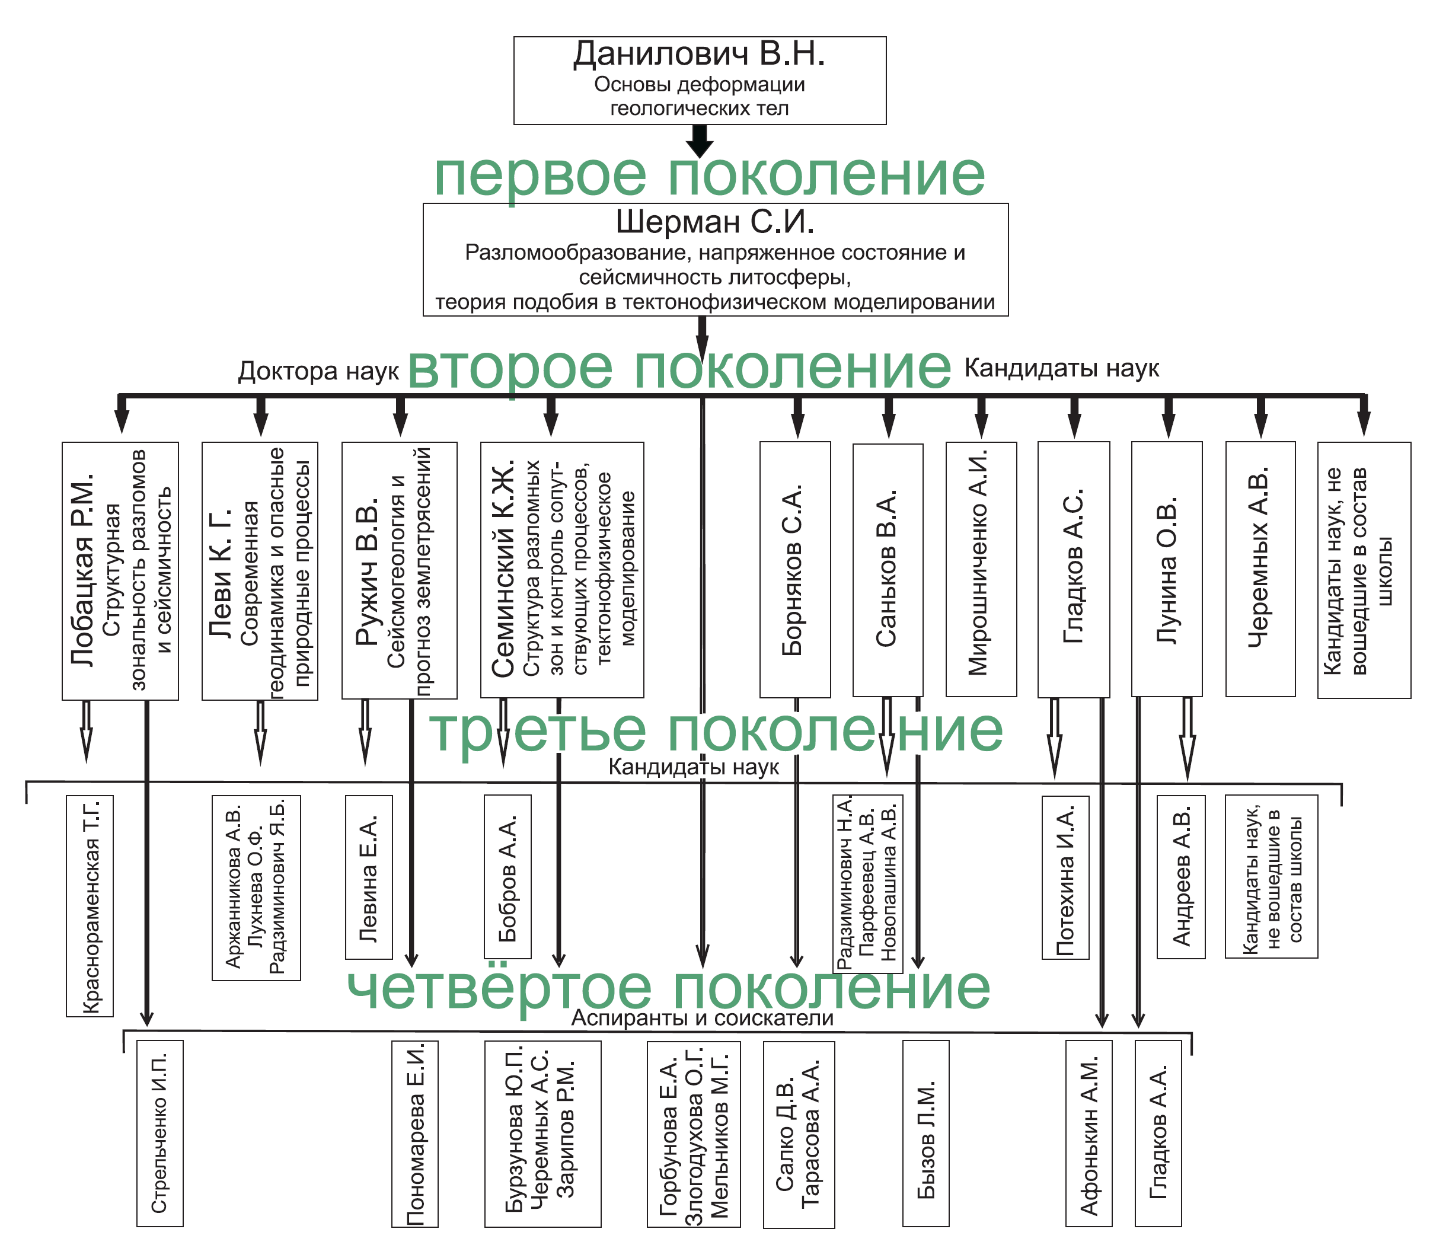 Данилович В.Н.
Основы деформации
геологических тел
первое поколение
Шерман С.И.
Разломообразование, напряженное состояние и
сейсмичность литосферы,
теория подобия в тектонофизическом моделировании
Доктора наук
второе поколение
Кандидаты наук
Лобацкая Р.М.
Структурная
зональность разломов
и сейсмичность
Леви К. Г.
Современная
геодинамика и опасные
природные процессы
Ружич В.В.
Сейсмогеология и
прогноз землетрясений
Семинский К.Ж.
Структура разломных
зон и контроль сопут-
ствующих процессов,
тектонофизическое
моделирование
Борняков С.А.
Саньков В.А.
Мирошниченко А.И.
Гладков А.С.
Лунина О.В.
Черемных А.В.
Кандидаты наук, не
вошедшие в состав
школы
третье поколение
Кандидаты наук
Краснораменская Т.Г.
Аржанникова А.В.
Лухнева О.Ф.
Радзиминович Я.Б.
Левина Е.А.
Бобров А.А.
Радзиминович Н.А.
Парфеевец А.В.
Новопашина А.В.
Потехина И.А.
Андреев А.В.
Кандидаты наук,
не вошедшие в
состав школы
четвёртое поколение
Аспиранты и соискатели
Стрельченко И.П.
Пономарева Е.И.
Бурзунова Ю.П.
Черемных А.С.
Зарипов Р.М.
Горбунова Е.А.
Злогодухова О.Г.
Мельников М.Г.
Салко Д.В.
Тарасова А.А.
Бызов Л.М.
Афонькин А.М.
Гладков А.А.